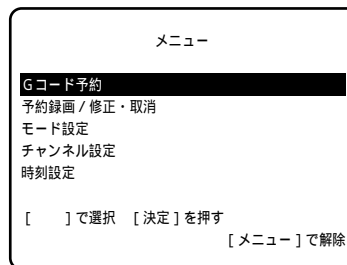 メニュー
Gコード予約
予約録画 / 修正・取消
モード設定
チャンネル設定
時刻設定
[　　] で選択　[ 決定 ] を押す
[ メニュー ] で解除